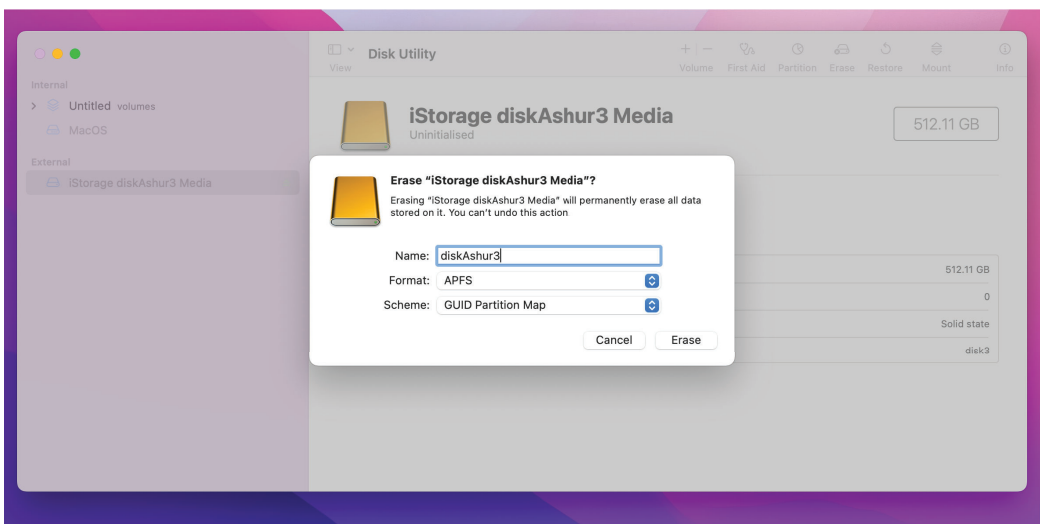 Disk Utility
View
Volume First Aid Partition Erase Restore Mount Info
Internal
Untitled volumes
MacOS
External
iStorage diskAshur3 Media
iStorage diskAshur3 Media
Uninitialised
512.11 GB
Erase “iStorage diskAshur3 Media”?
Erasing “iStorage diskAshur3 Media” will permanently erase all data
stored on it. You can’t undo this action
Name: diskAshur3
Format: APFS
Scheme: GUID Partition Map
Cancel Erase
512.11 GB
0
Solid state
disk3